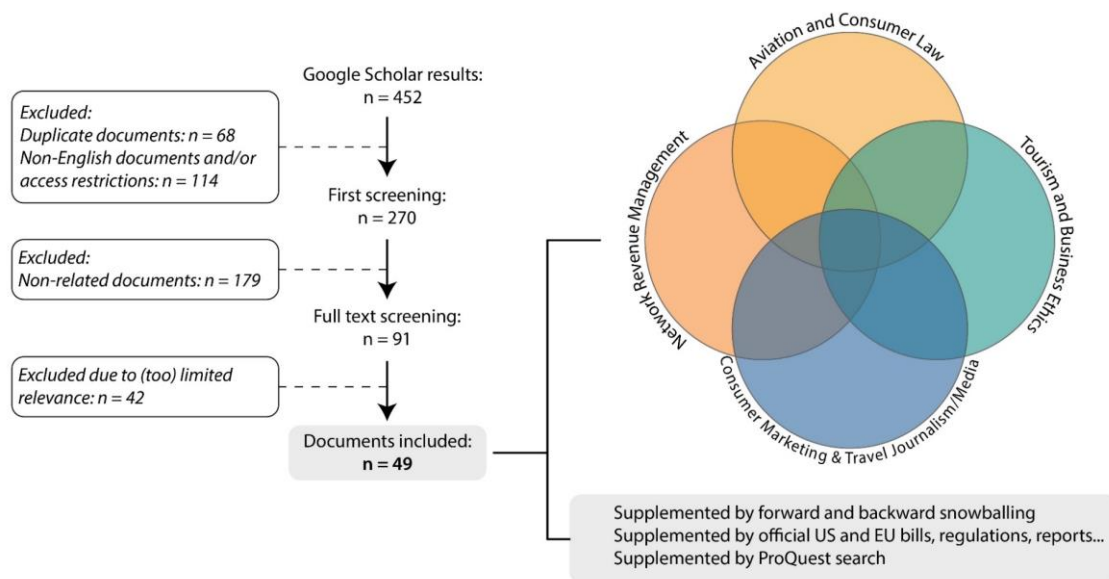 Google Scholar results:
n = 452
Excluded:
Duplicate documents: n = 68
Non-English documents and/or
access restrictions: n = 114
First screening:
n = 270
Excluded:
Non-related documents: n = 179
Full text screening:
n = 91
Excluded due to (too) limited
relevance: n = 42
Documents included:
n = 49
Aviation and Consumer Law
Network Revenue Management
Tourism and Business Ethics
Consumer Marketing & Travel Journalism/Media
Supplemented by forward and backward snowballing
Supplemented by official US and EU bills, regulations, reports...
Supplemented by ProQuest search